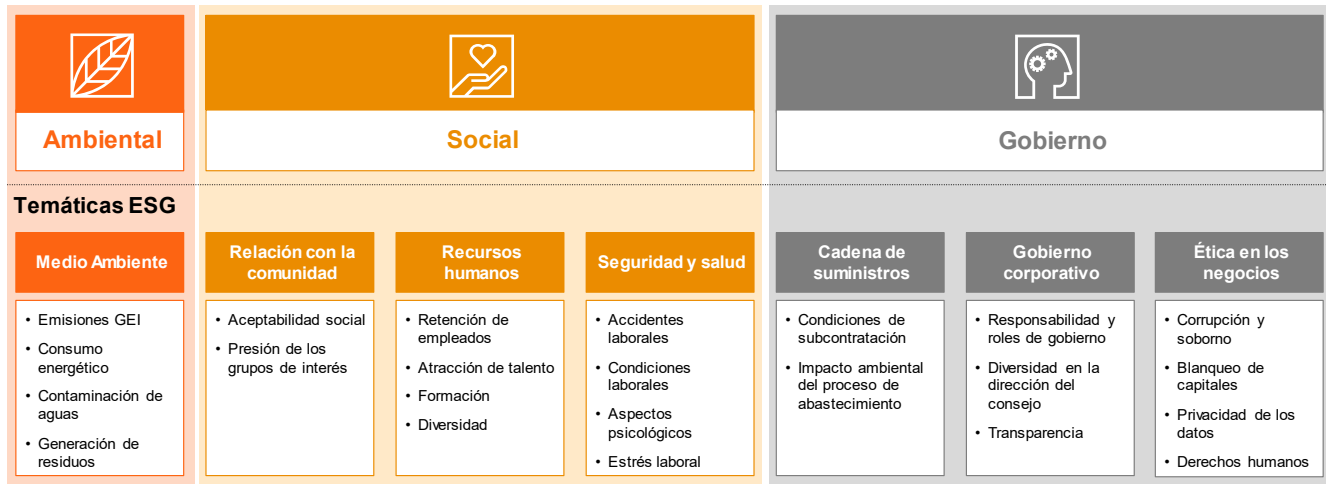 Ambiental
Social
Gobierno
Temáticas ESG
Medio Ambiente
• Emisiones GEI
• Consumo
energético
• Contaminación de
aguas
• Generación de
residuos
Relación con la
comunidad
• Aceptabilidad social
• Presión de los
grupos de interés
Recursos
humanos
• Retención de
empleados
• Atracción de talento
• Formación
• Diversidad
Seguridad y salud
• Accidentes
laborales
• Condiciones
laborales
• Aspectos
psicológicos
• Estrés laboral
Cadena de
suministros
• Condiciones de
subcontratación
• Impacto ambiental
del proceso de
abastecimiento
Gobierno
corporativo
• Responsabilidad y
roles de gobierno
• Diversidad en la
dirección del
consejo
• Transparencia
Ética en los
negocios
• Corrupción y
soborno
• Blanqueo de
capitales
• Privacidad de los
datos
• Derechos humanos